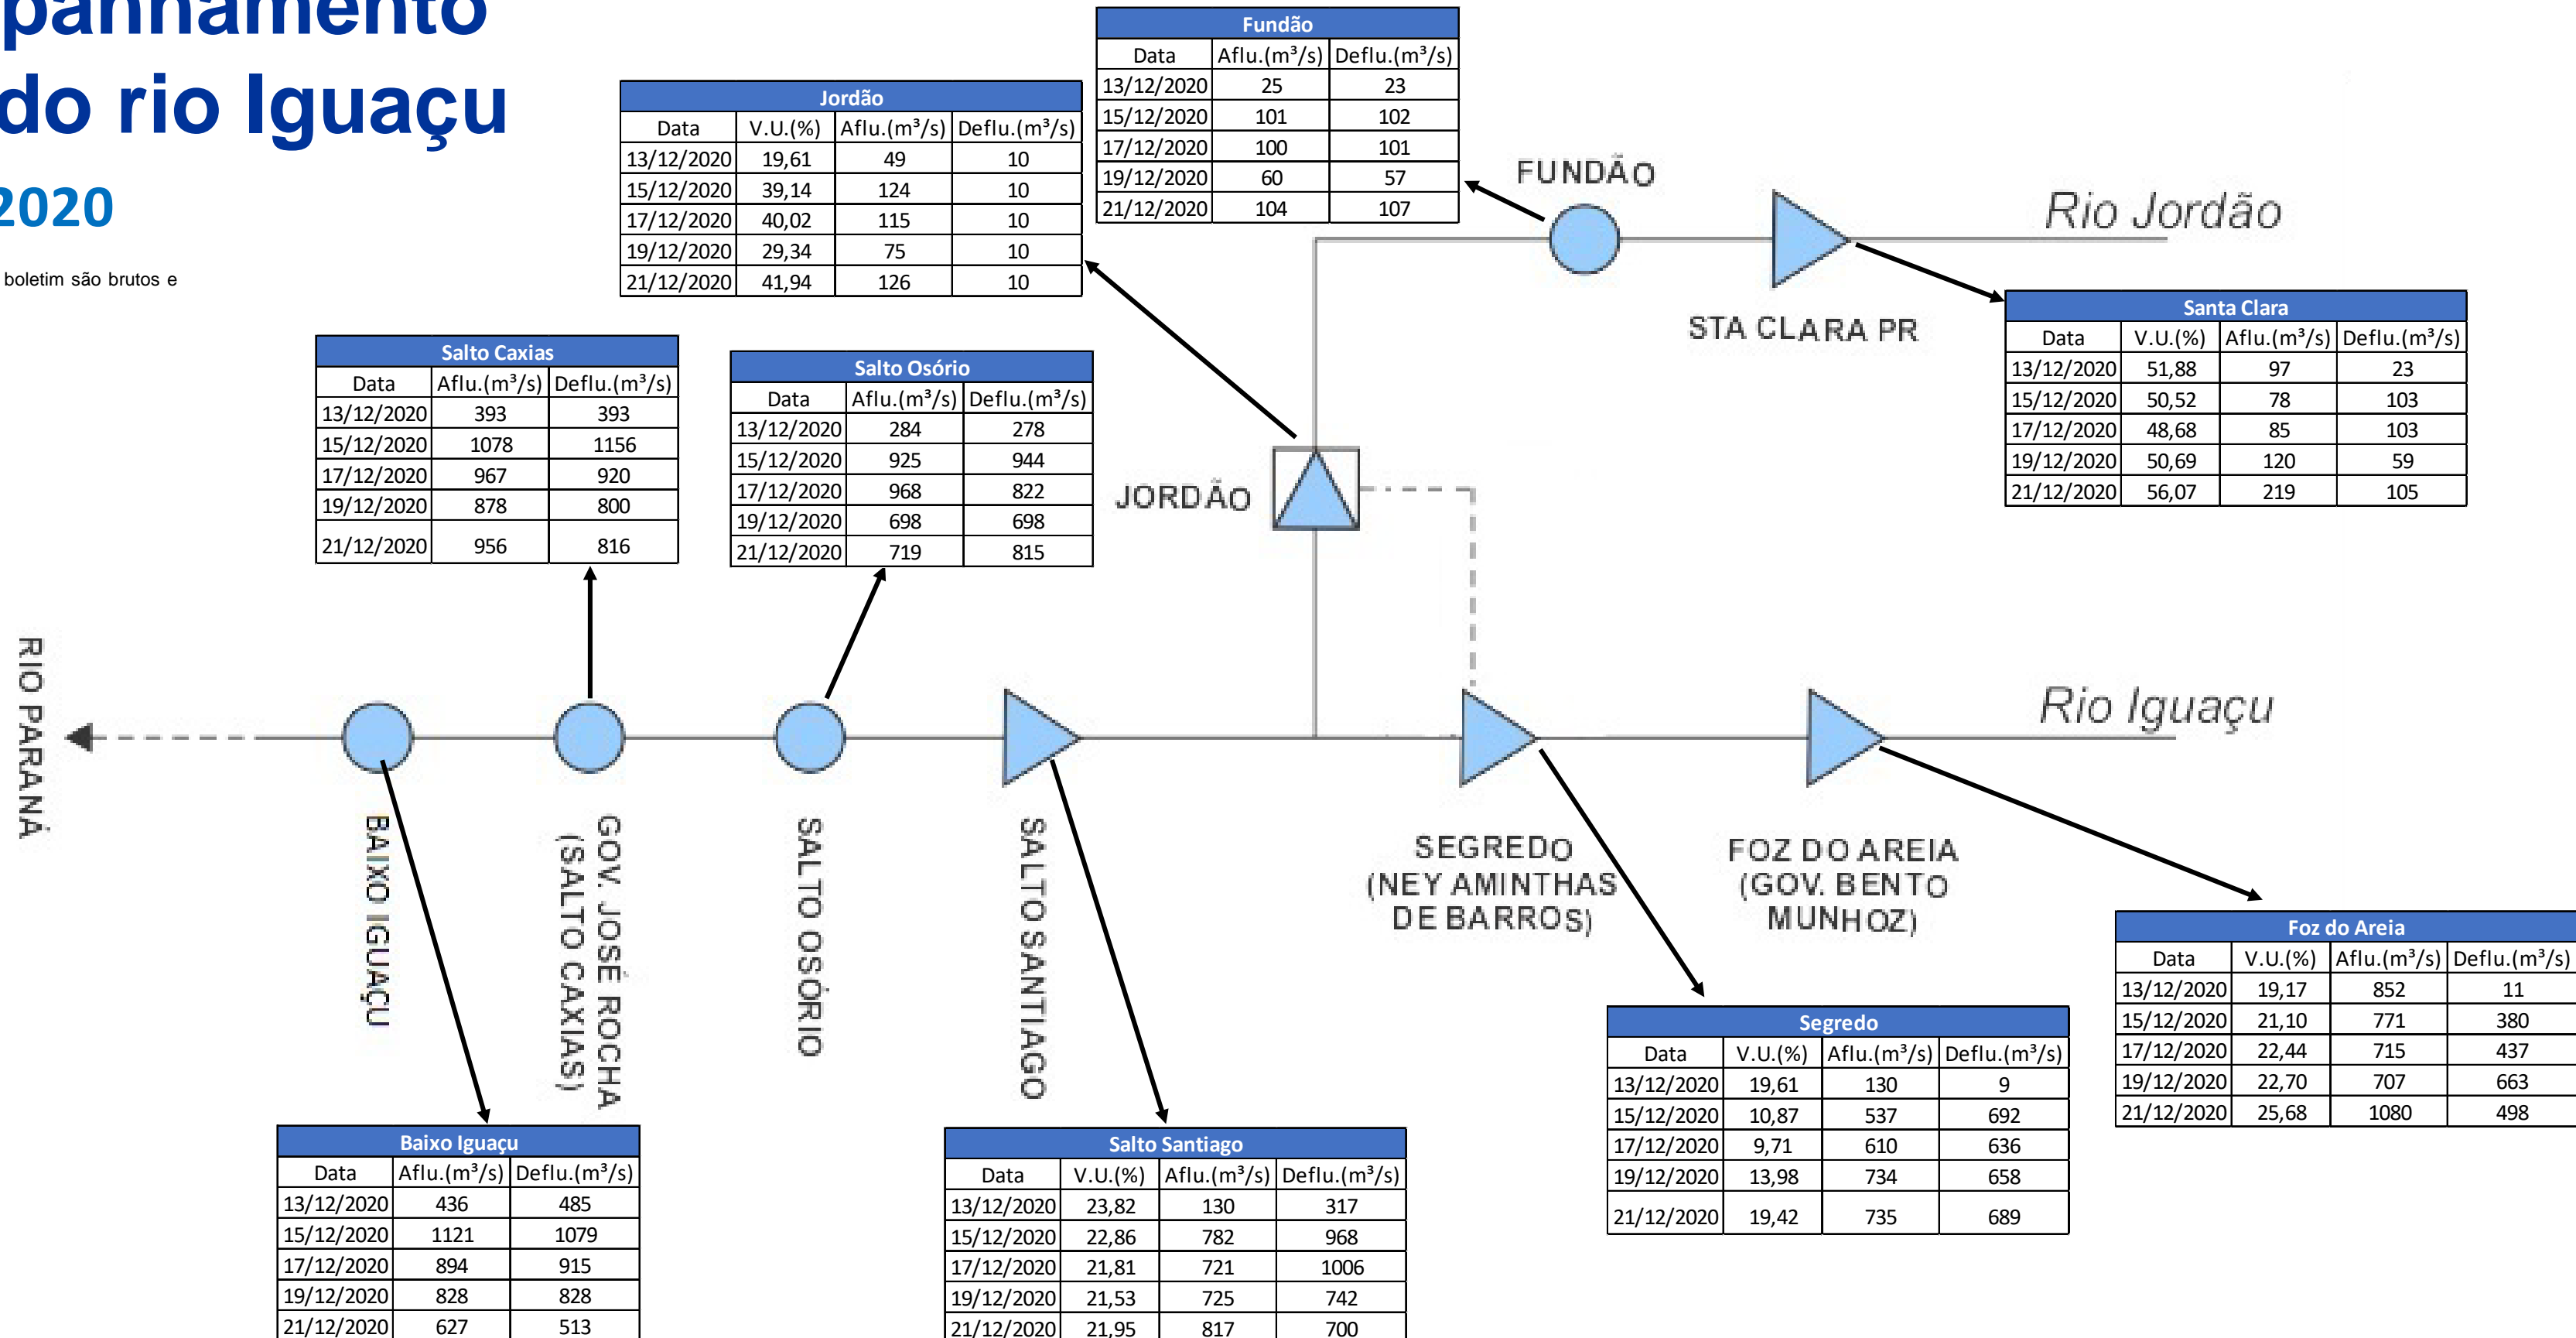 panhamento
do rio Iguaçu
2020
boletim são brutos e
Fundão
Data Aflu.(m³/s) Deflu.(m³/s)
13/12/2020 25 23
15/12/2020 101 102
17/12/2020 100 101
19/12/2020 60 57
21/12/2020 104 107
Jordão
Data V.U.(%) Aflu.(m³/s) Deflu.(m³/s)
13/12/2020 19,61 49 10
15/12/2020 39,14 124 10
17/12/2020 40,02 115 10
19/12/2020 29,34 75 10
21/12/2020 41,94 126 10
FUNDÃO
Rio Jordão
STA CLARA PR
Santa Clara
Data V.U.(%) Aflu.(m³/s) Deflu.(m³/s)
13/12/2020 51,88 97 23
15/12/2020 50,52 78 103
17/12/2020 48,68 85 103
19/12/2020 50,69 120 59
21/12/2020 56,07 219 105
Salto Caxias
Data Aflu.(m³/s) Deflu.(m³/s)
13/12/2020 393 393
15/12/2020 1078 1156
17/12/2020 967 920
19/12/2020 878 800
21/12/2020 956 816
Salto Osório
Data Aflu.(m³/s) Deflu.(m³/s)
13/12/2020 284 278
15/12/2020 925 944
17/12/2020 968 822
19/12/2020 698 698
21/12/2020 719 815
JORDÃO
RIO PARANÁ
Rio Iguaçu
BAIXO IGUAÇU
GOV. JOSÉ ROCHA
(SALTO CAXIAS)
SALTO OSÓRIO
SALTO SANTIAGO
SEGREDO
(NEY AMINTHAS
DE BARROS)
FOZ DO AREIA
(GOV. BENTO
MUNHOZ)
Foz do Areia
Data V.U.(%) Aflu.(m³/s) Deflu.(m³/s)
13/12/2020 19,17 852 11
15/12/2020 21,10 771 380
17/12/2020 22,44 715 437
19/12/2020 22,70 707 663
21/12/2020 25,68 1080 498
Segredo
Data V.U.(%) Aflu.(m³/s) Deflu.(m³/s)
13/12/2020 19,61 130 9
15/12/2020 10,87 537 692
17/12/2020 9,71 610 636
19/12/2020 13,98 734 658
21/12/2020 19,42 735 689
Baixo Iguaçu
Data Aflu.(m³/s) Deflu.(m³/s)
13/12/2020 436 485
15/12/2020 1121 1079
17/12/2020 894 915
19/12/2020 828 828
21/12/2020 627 513
Salto Santiago
Data V.U.(%) Aflu.(m³/s) Deflu.(m³/s)
13/12/2020 23,82 130 317
15/12/2020 22,86 782 968
17/12/2020 21,81 721 1006
19/12/2020 21,53 725 742
21/12/2020 21,95 817 700